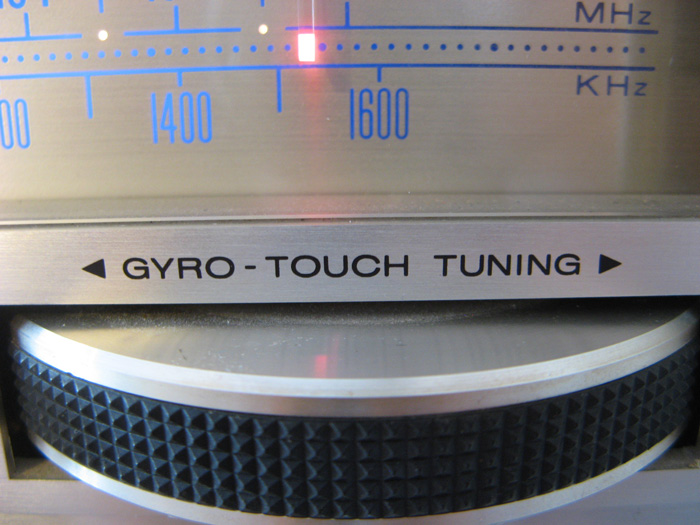 MHz
KHz
1400 1600
◀ GYRO-TOUCH TUNING ▶